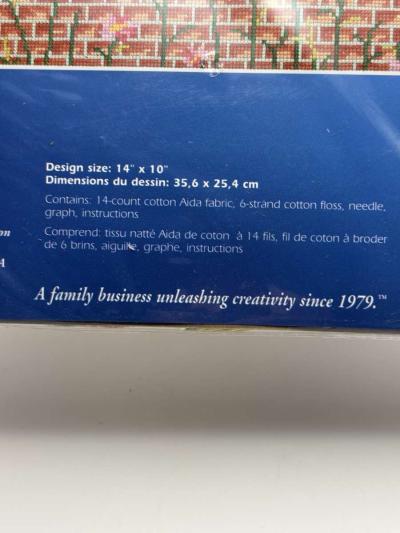 Design size: 14" x 10"
Dimensions du dessin: 35,6 x 25,4 cm
Contains: 14-count cotton Aida fabric, 6-strand cotton floss, needle,
graph, instructions
on
Comprend: tissu natté Aida de coton à 14 fils, fil de coton à broder
de 6 brins, aiguille, graphe, instructions
A family business unleashing creativity since 1979.™